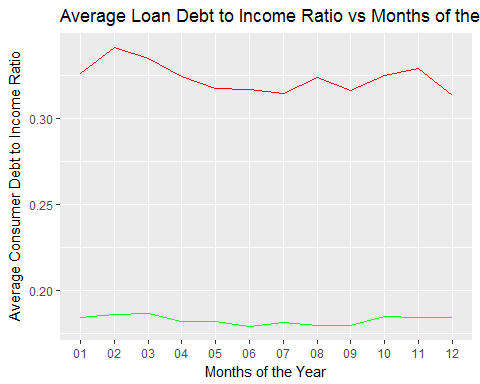 Average Loan Debt to Income Ratio vs Months of the
Average Consumer Debt to Income Ratio
0.30
0.25
0.20
01 02 03 04 05 06 07 08 09 10 11 12
Months of the Year